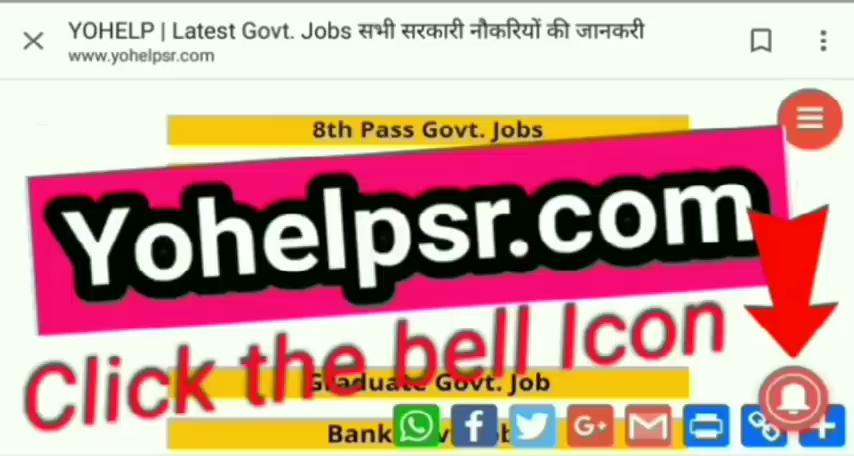 YOHELP | Latest Govt. Jobs सभी सरकारी नौकरियों की जानकरी
www.yohelpsr.com
8th Pass Govt. Jobs
Yohelpsr.com
Click the bell Icon
Graduate Govt. Job
Bank
G+